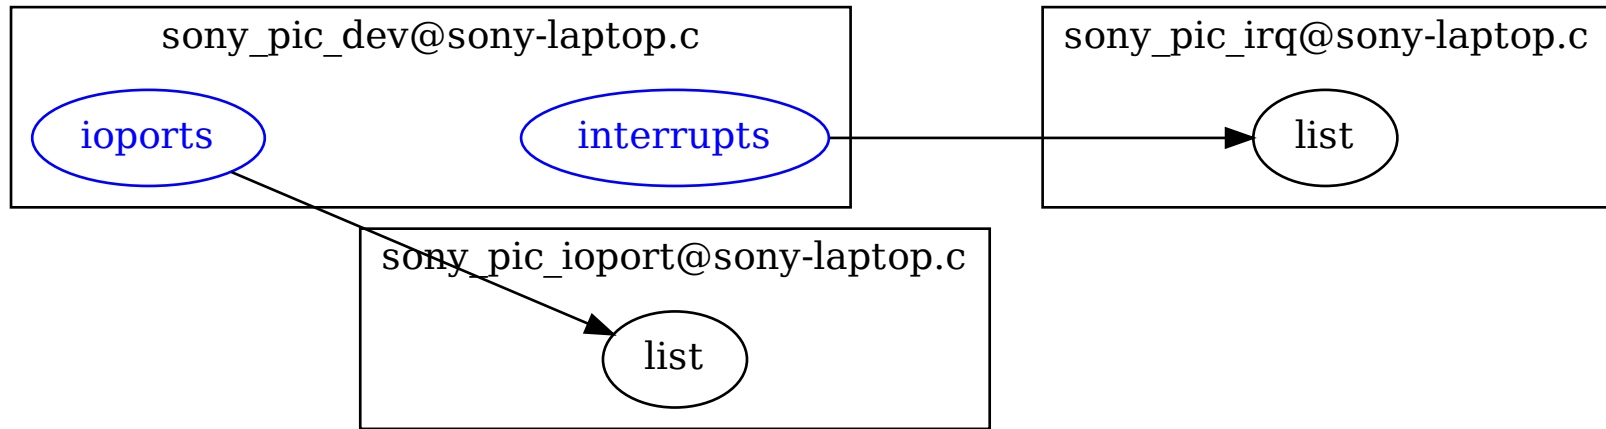 sony_pic_dev@sony-laptop.c
sony_pic_irq@sony-laptop.c
ioports
interrupts
list
sony_pic_ioport@sony-laptop.c
list